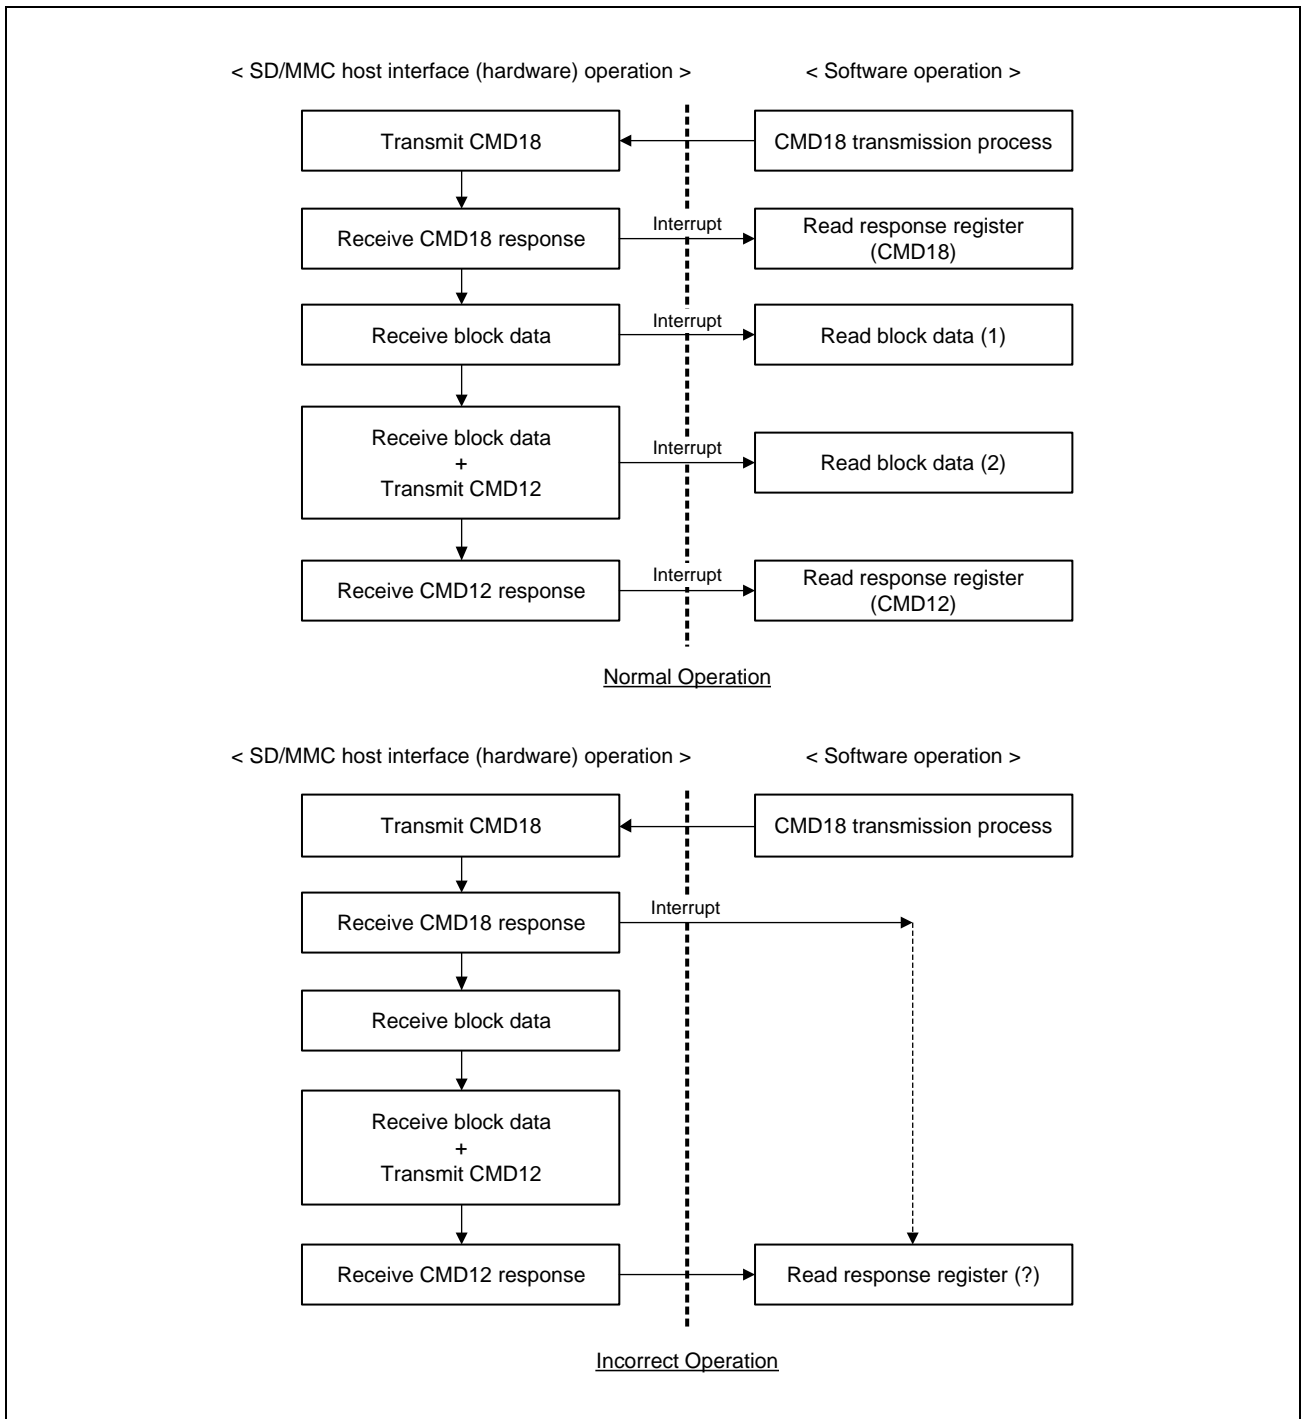 < SD/MMC host interface (hardware) operation >
< Software operation >
Transmit CMD18
CMD18 transmission process
Receive CMD18 response
Interrupt
Read response register
(CMD18)
Receive block data
Interrupt
Read block data (1)
Receive block data
+
Transmit CMD12
Interrupt
Read block data (2)
Receive CMD12 response
Interrupt
Read response register
(CMD12)
Normal Operation
< SD/MMC host interface (hardware) operation >
< Software operation >
Transmit CMD18
CMD18 transmission process
Receive CMD18 response
Interrupt
Receive block data
Receive block data
+
Transmit CMD12
Receive CMD12 response
Read response register (?)
Incorrect Operation